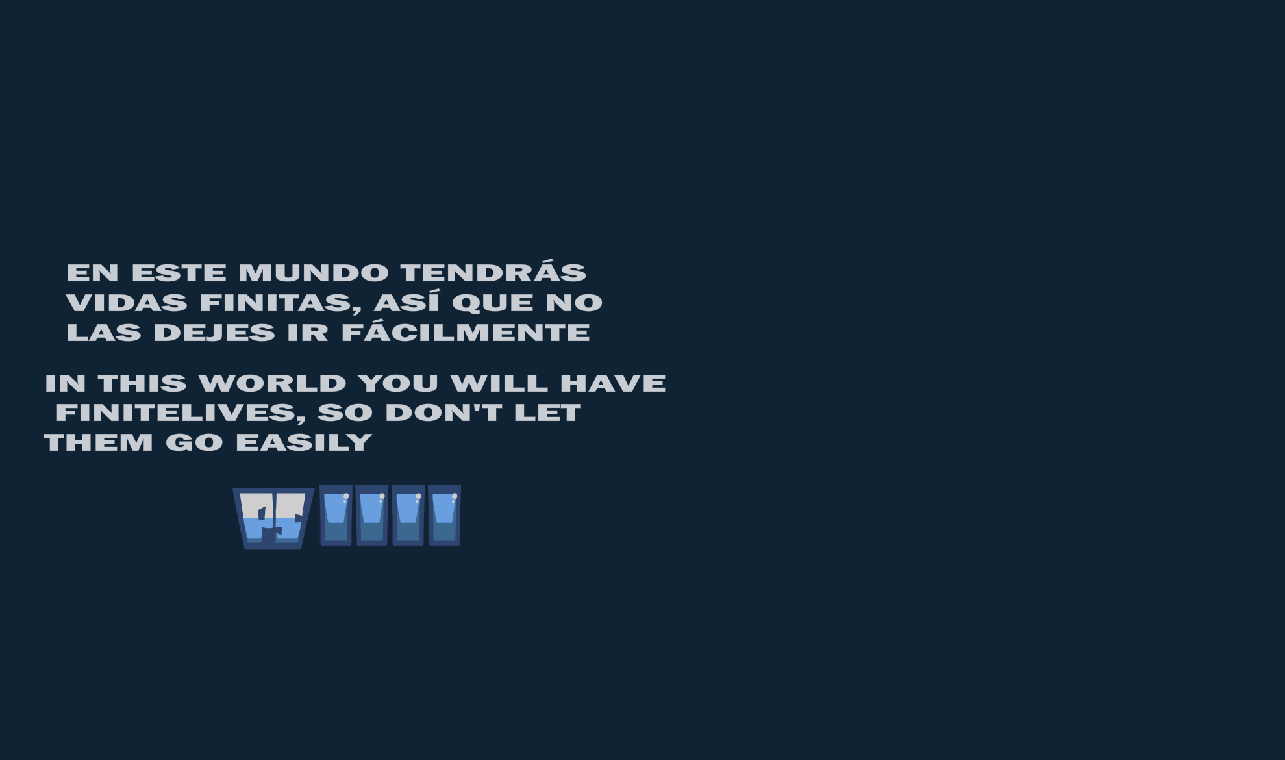 EN ESTE MUNDO TENDRÁS
VIDAS FINITAS, ASÍ QUE NO
LAS DEJES IR FÁCILMENTE
IN THIS WORLD YOU WILL HAVE
FINITELIVES, SO DON'T LET
THEM GO EASILY